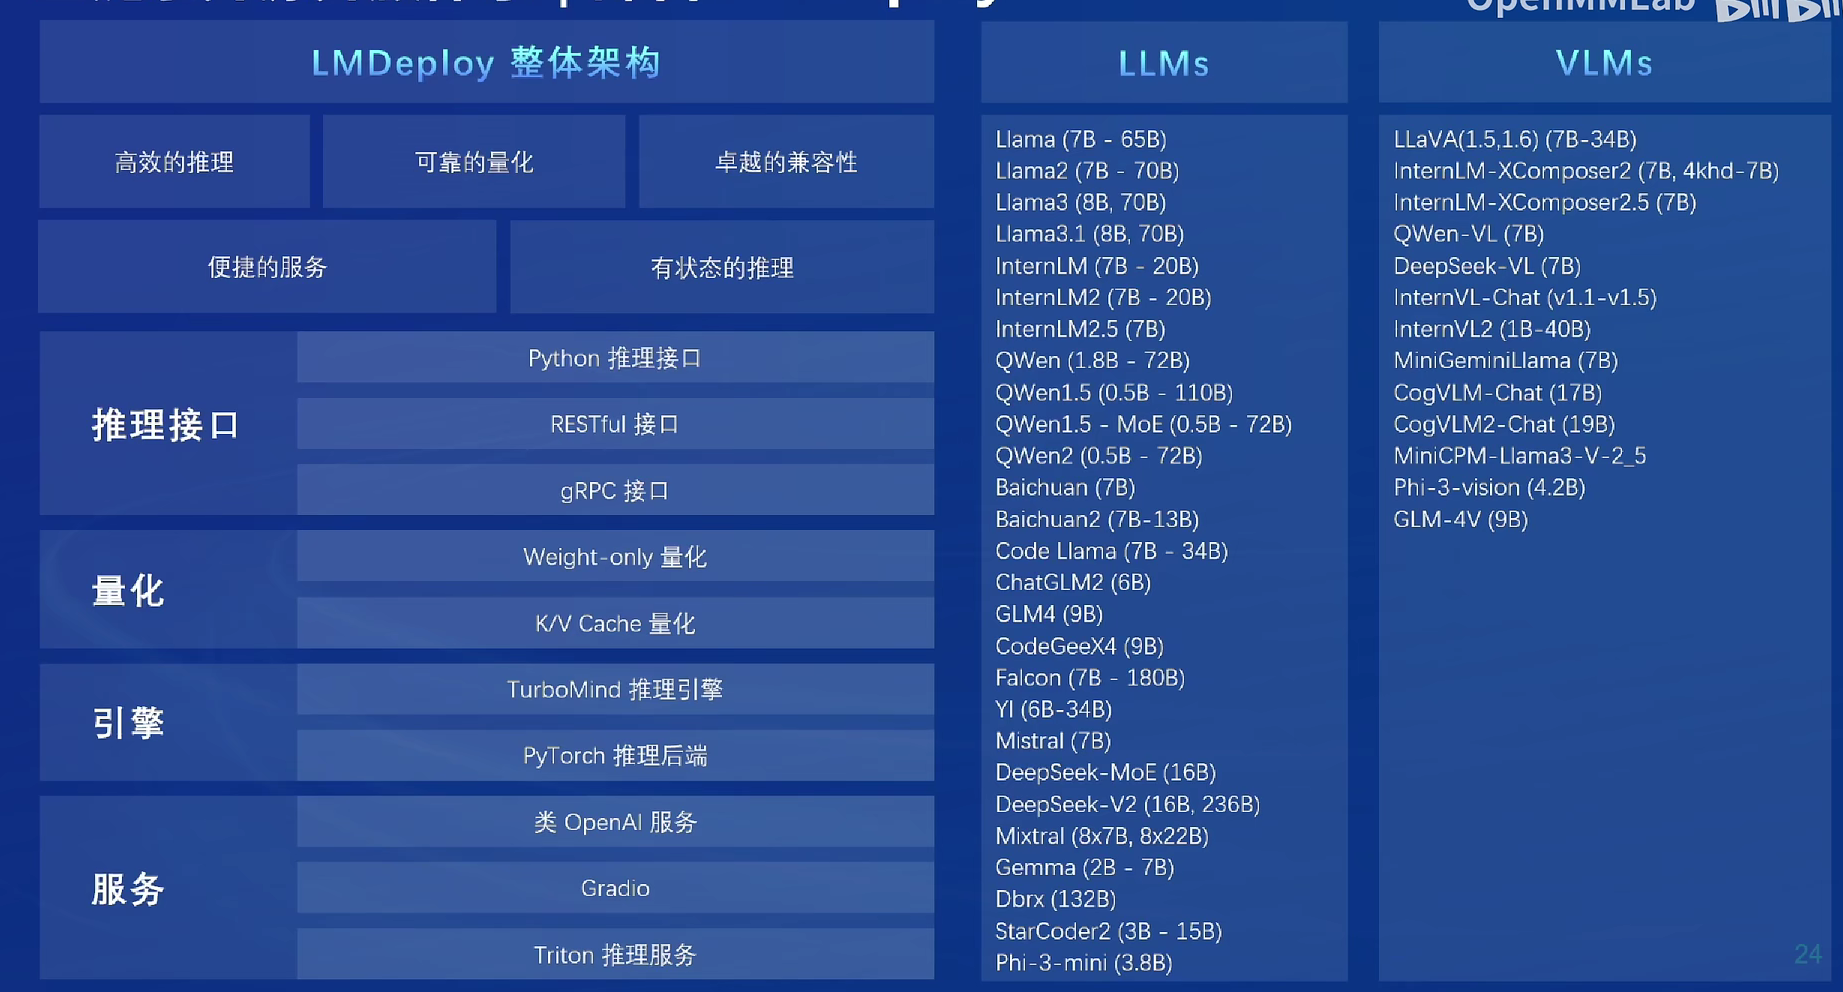 OpenMMLab
LMDeploy 整体架构
高效的推理
可靠的量化
卓越的兼容性
便捷的服务
有状态的推理
推理接口
Python 推理接口
RESTful 接口
gRPC 接口
量化
Weight-only 量化
K/V Cache 量化
引擎
TurboMind 推理引擎
PyTorch 推理后端
服务
类 OpenAI 服务
Gradio
Triton 推理服务
LLMs
Llama (7B - 65B)
Llama2 (7B - 70B)
Llama3 (8B, 70B)
Llama3.1 (8B, 70B)
InternLM (7B - 20B)
InternLM2 (7B - 20B)
InternLM2.5 (7B)
QWen (1.8B - 72B)
QWen1.5 (0.5B - 110B)
QWen1.5 - MoE (0.5B - 72B)
QWen2 (0.5B - 72B)
Baichuan (7B)
Baichuan2 (7B-13B)
Code Llama (7B - 34B)
ChatGLM2 (6B)
GLM4 (9B)
CodeGeeX4 (9B)
Falcon (7B - 180B)
YI (6B-34B)
Mistral (7B)
DeepSeek-MoE (16B)
DeepSeek-V2 (16B, 236B)
Mixtral (8x7B, 8x22B)
Gemma (2B - 7B)
Dbrx (132B)
StarCoder2 (3B - 15B)
Phi-3-mini (3.8B)
VLMs
LLaVA(1.5,1.6) (7B-34B)
InternLM-XComposer2 (7B, 4khd-7B)
InternLM-XComposer2.5 (7B)
QWen-VL (7B)
DeepSeek-VL (7B)
InternVL-Chat (v1.1-v1.5)
InternVL2 (1B-40B)
MiniGeminiLlama (7B)
CogVLM-Chat (17B)
CogVLM2-Chat (19B)
MiniCPM-Llama3-V-2_5
Phi-3-vision (4.2B)
GLM-4V (9B)
24